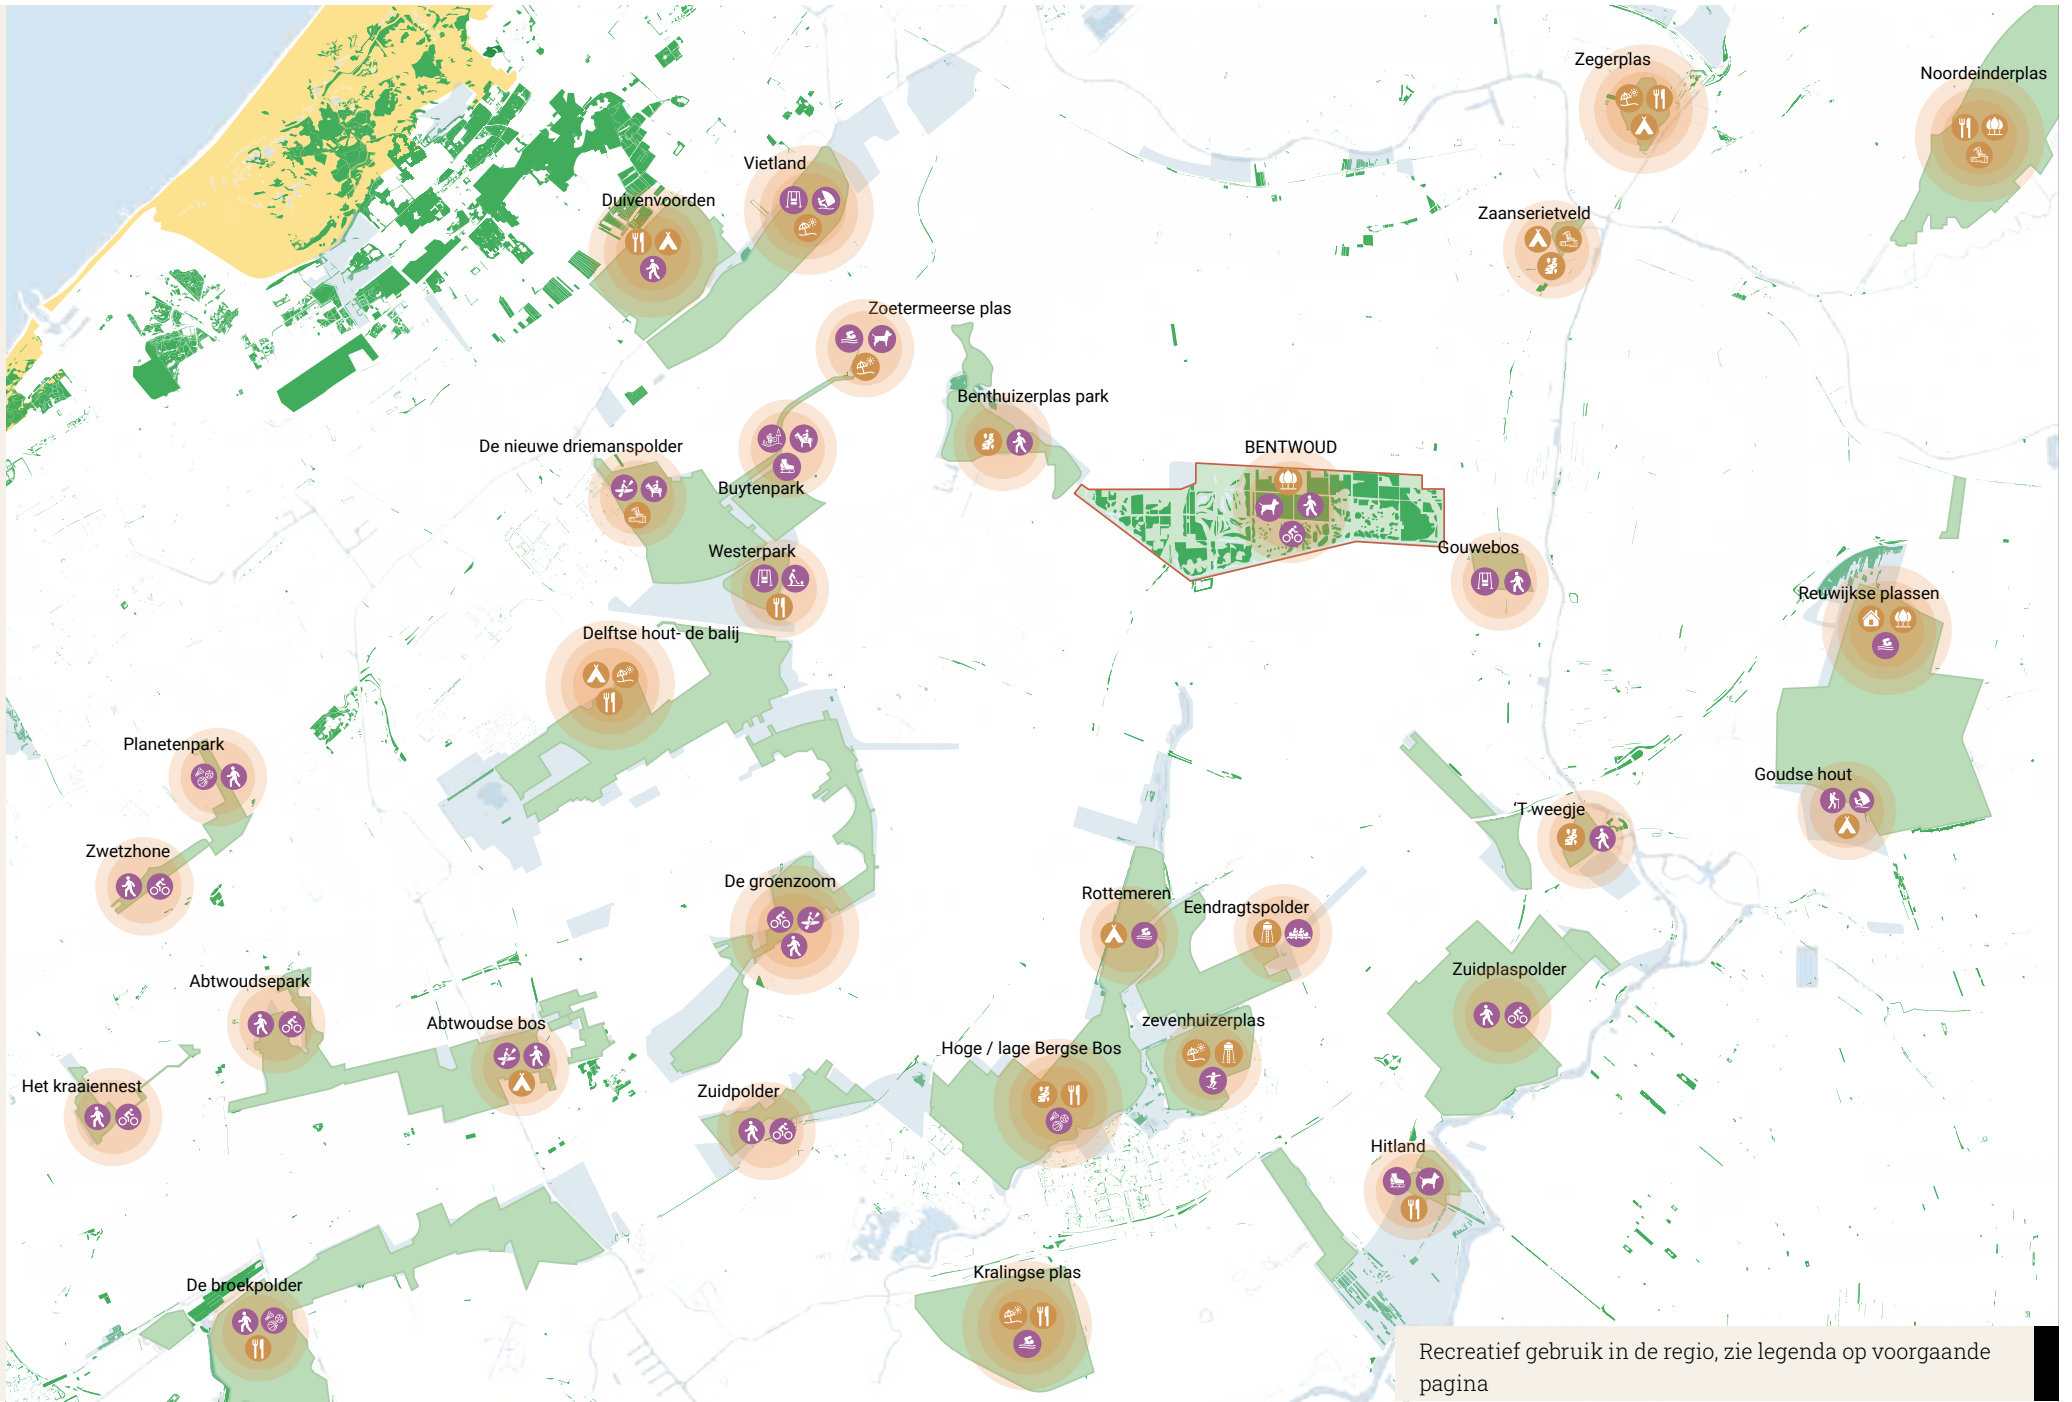 Zegerplas
Noordeinderplas
Vietland
Duivenvoorden
Zaanserietveld
Zoetermeerse plas
Benthuizerplas park
De nieuwe driemanspolder
BENTWOUD
Buytenpark
Westerpark
Gouwebos
Reuwijkse plassen
Delftse hout- de balij
Planetenpark
Goudse hout
'T weegje
Zwetzhone
De groenzoom
Rottemeren
Eendragtspolder
Abtwoudsepark
Zuidplaspolder
Abtwoudse bos
zevenhuizerplas
Hoge / lage Bergse Bos
Het kraaiennest
Zuidpolder
Hitland
Kralingse plas
De broekpolder
Recreatief gebruik in de regio, zie legenda op voorgaande
pagina